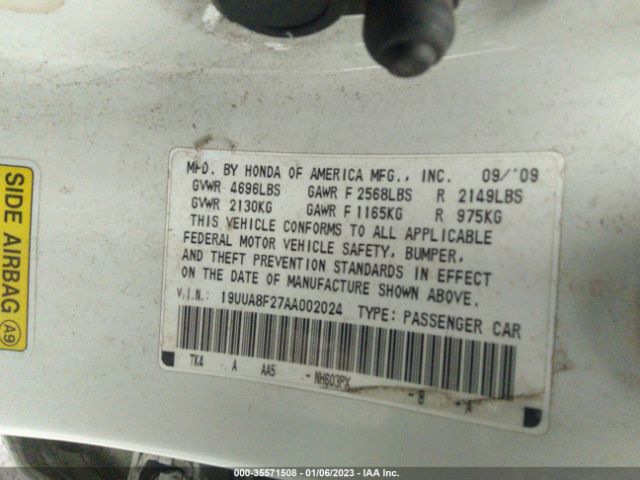 MFD. BY HONDA OF AMERICA MFG., INC. 09/'09
GVWR 4696LBS GAWR F 2568LBS R 2149LBS
GVWR 2130KG GAWR F 1165KG R 975KG
THIS VEHICLE CONFORMS TO ALL APPLICABLE
FEDERAL MOTOR VEHICLE SAFETY, BUMPER,
AND THEFT PREVENTION STANDARDS IN EFFECT
ON THE DATE OF MANUFACTURE SHOWN ABOVE.
V.I.N.: 19UUA8F27AA002024 TYPE: PASSENGER CAR
TK4 A AA5 -NH603PX -B -A
SIDE AIRBAG A9
000-35571508 - 01/06/2023 - IAA Inc.